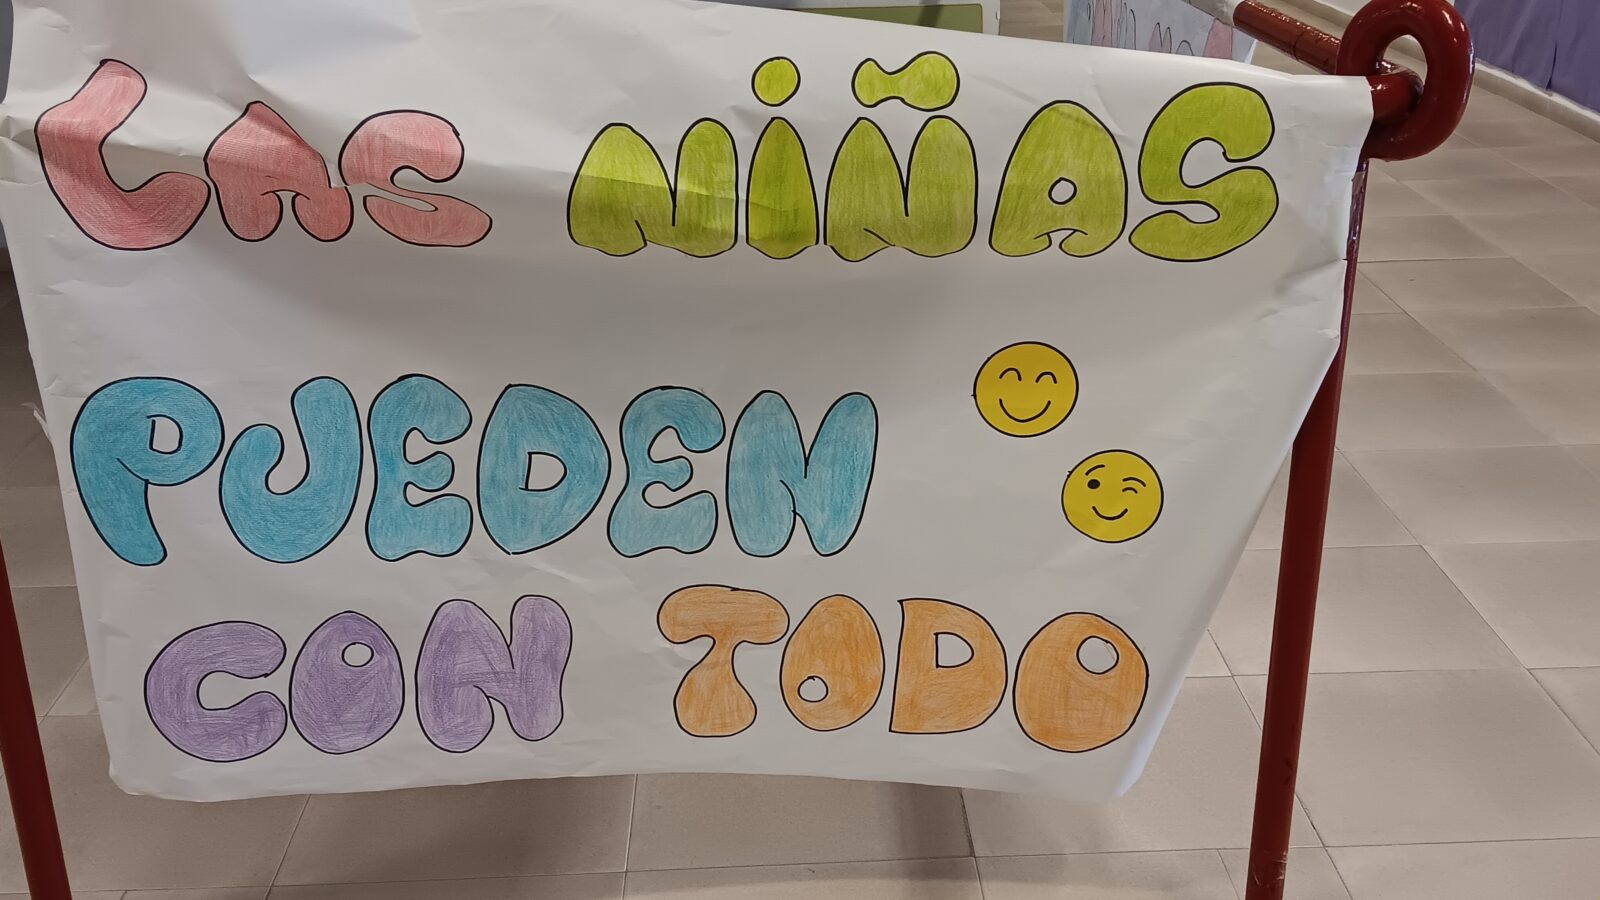 LAS NiÑAS
PUEDEN
CON TODO